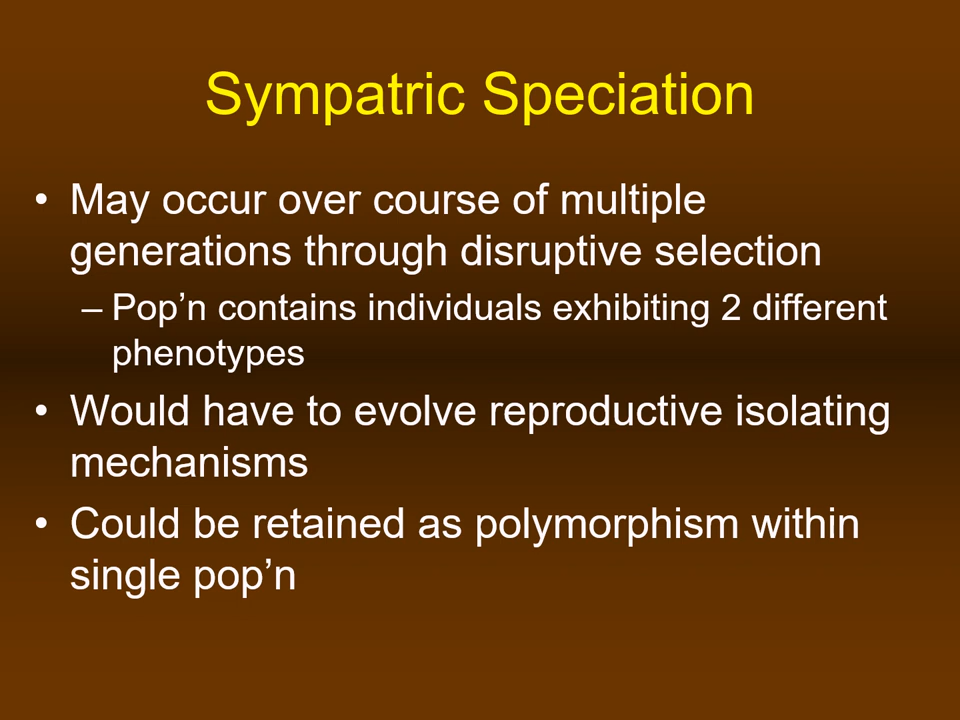 Sympatric Speciation
• May occur over course of multiple
generations through disruptive selection
– Pop’n contains individuals exhibiting 2 different
phenotypes
• Would have to evolve reproductive isolating
mechanisms
• Could be retained as polymorphism within
single pop’n